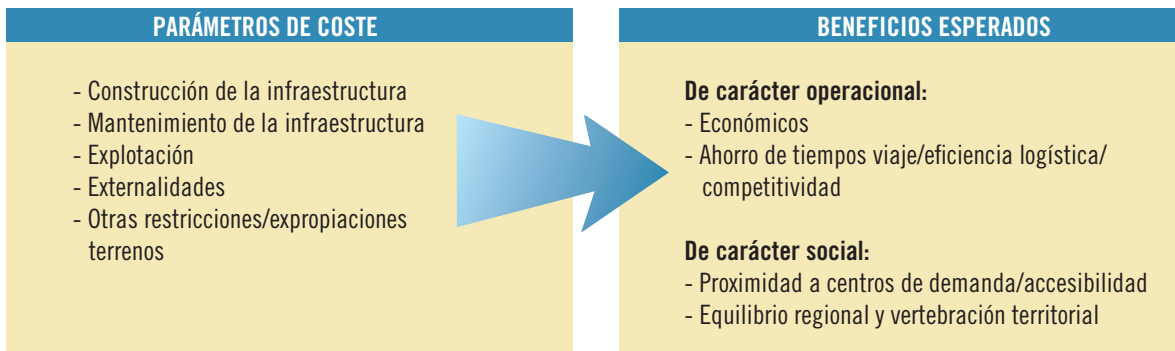 PARÁMETROS DE COSTE
- Construcción de la infraestructura
- Mantenimiento de la infraestructura
- Explotación
- Externalidades
- Otras restricciones/expropiaciones
terrenos
BENEFICIOS ESPERADOS
De carácter operacional:
- Económicos
- Ahorro de tiempos viaje/eficiencia logística/
competitividad
De carácter social:
- Proximidad a centros de demanda/accesibilidad
- Equilibrio regional y vertebración territorial